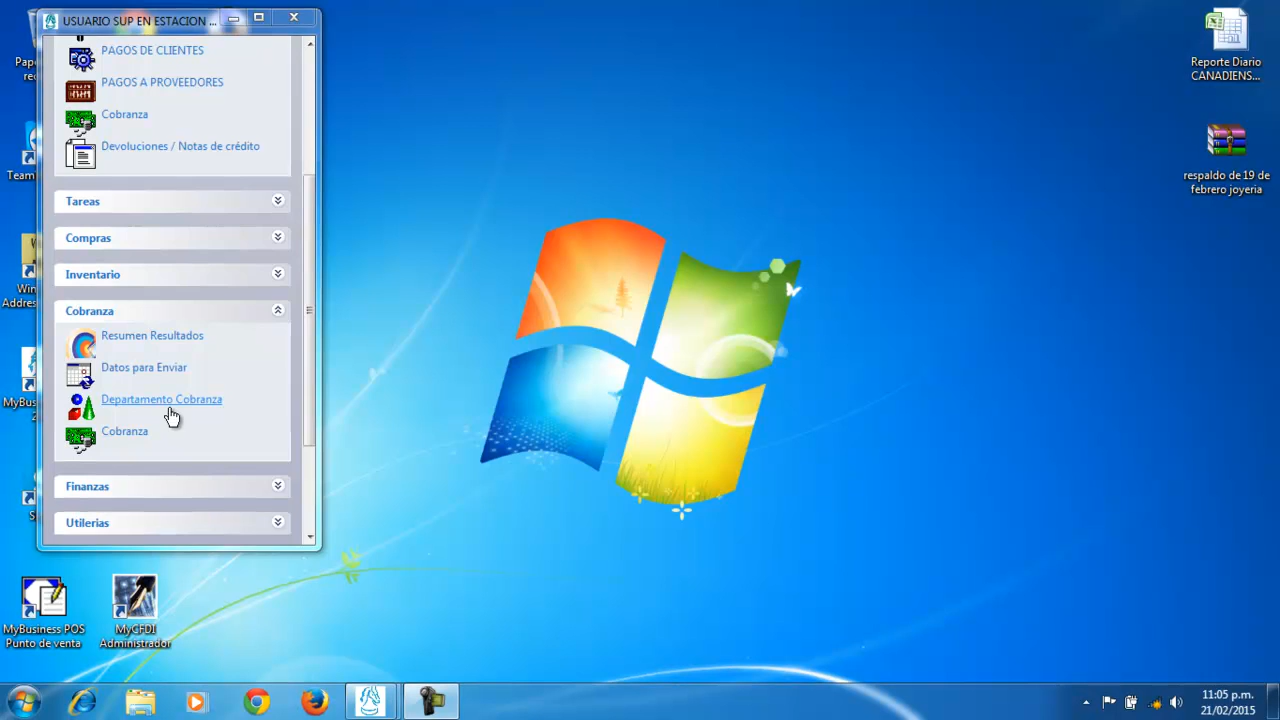 USUARIO SUP EN ESTACION ...
PAGOS DE CLIENTES
PAGOS A PROVEEDORES
Cobranza
Devoluciones / Notas de crédito
Tareas
Compras
Inventario
Cobranza
Resumen Resultados
Datos para Enviar
Departamento Cobranza
Cobranza
Finanzas
Utilerias
MyBusiness POS
Punto de venta
MyCFDI
Administrador
Reporte Diario
CANADIENS...
respaldo de 19 de
febrero joyeria
11:05 p.m.
21/02/2015